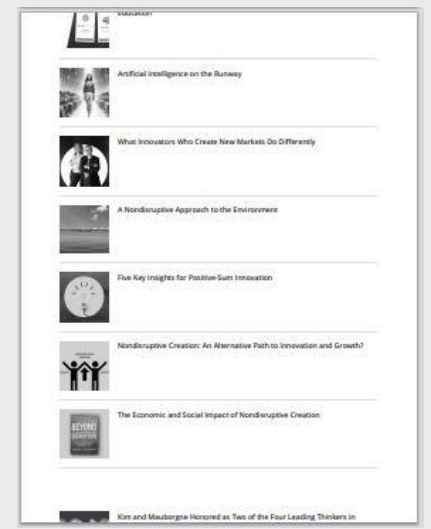 Education
Artificial Intelligence on the Runway
What Innovators Who Create New Markets Do Differently
A Nondisruptive Approach to the Environment
Five Key Insights for Positive-Sum Innovation
Nondisruptive Creation: An Alternative Path to Innovation and Growth?
The Economic and Social Impact of Nondisruptive Creation
BEYOND
Kim and Mauborgne Honored as Two of the Four Leading Thinkers in